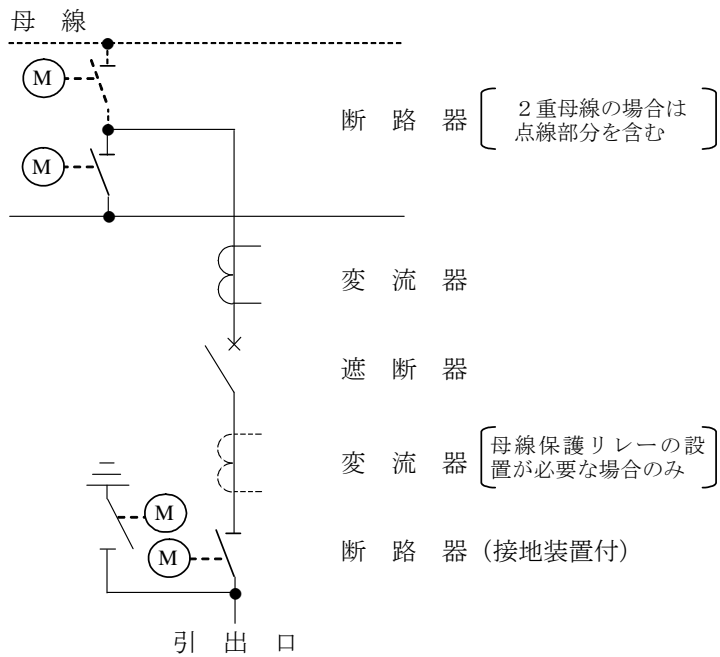 母 線
M
断 路 器
２重母線の場合は
点線部分を含む
M
変 流 器
遮 断 器
変 流 器
母線保護リレーの設
置が必要な場合のみ
M
M
断 路 器 (接地装置付)
引 出 口